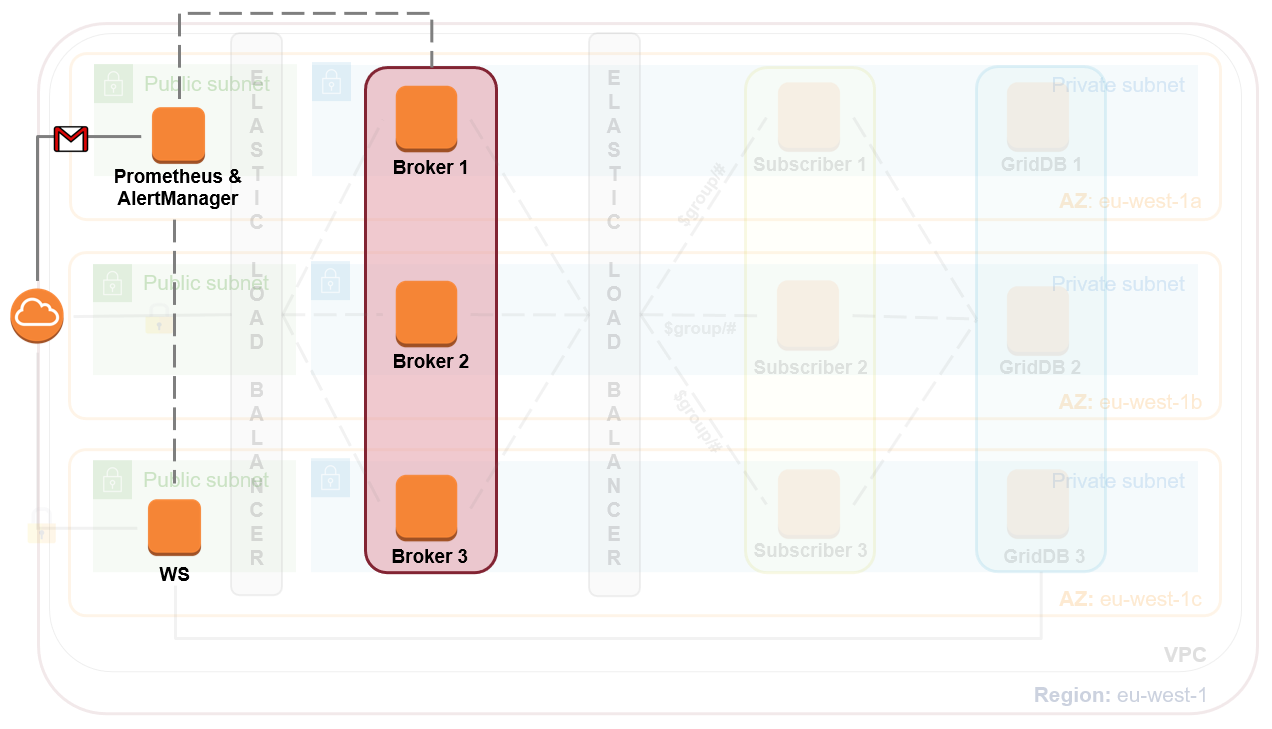 Public subnet
Private subnet
Prometheus &
AlertManager
Broker 1
Subscriber 1
GridDB 1
AZ: eu-west-1a
ELASTIC LOAD BALANCER
ELASTIC LOAD BALANCER
$group/#
Public subnet
Private subnet
Broker 2
$group/#
Subscriber 2
GridDB 2
AZ: eu-west-1b
$group/#
Public subnet
Private subnet
WS
Broker 3
Subscriber 3
GridDB 3
AZ: eu-west-1c
VPC
Region: eu-west-1